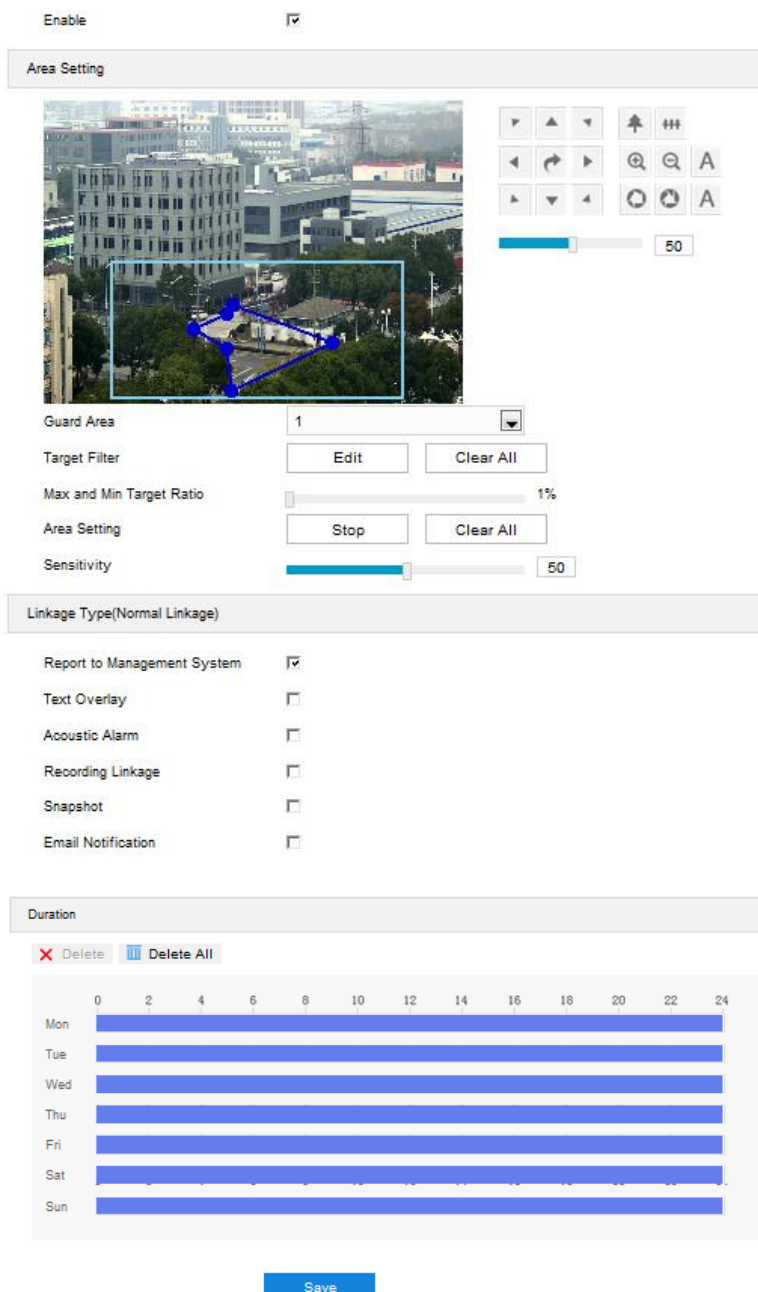 Enable
Area Setting
A
A
50
Guard Area 1
Target Filter Edit Clear All
Max and Min Target Ratio 1%
Area Setting Stop Clear All
Sensitivity 50
Linkage Type(Normal Linkage)
Report to Management System
Text Overlay
Acoustic Alarm
Recording Linkage
Snapshot
Email Notification
Duration
Delete Delete All
0 2 4 6 8 10 12 14 16 18 20 22 24
Mon
Tue
Wed
Thu
Fri
Sat
Sun
Save